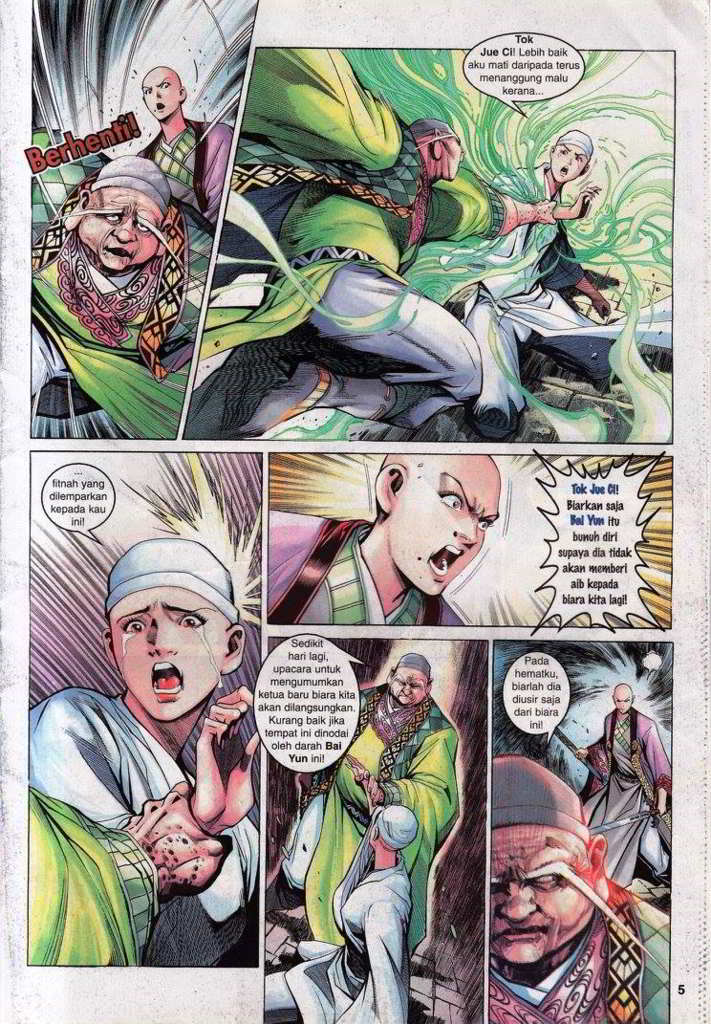 Berhenti!
Tok
Jue Ci! Lebih baik
aku mati daripada terus
menanggung malu
kerana...
...
fitnah yang
dilemparkan
kepada kau
ini!
Tok Jue Ci!
Biarkan saja
Bai Yun itu
bunuh diri
supaya dia tidak
akan memberi
aib kepada
biara kita lagi!
Sedikit
hari lagi,
upacara untuk
mengumumkan
ketua baru biara kita
akan dilangsungkan.
Kurang baik jika
tempat ini dinodai
oleh darah Bai
Yun ini!
Pada
hematku,
biarlah dia
diusir saja
dari biara
ini!
5